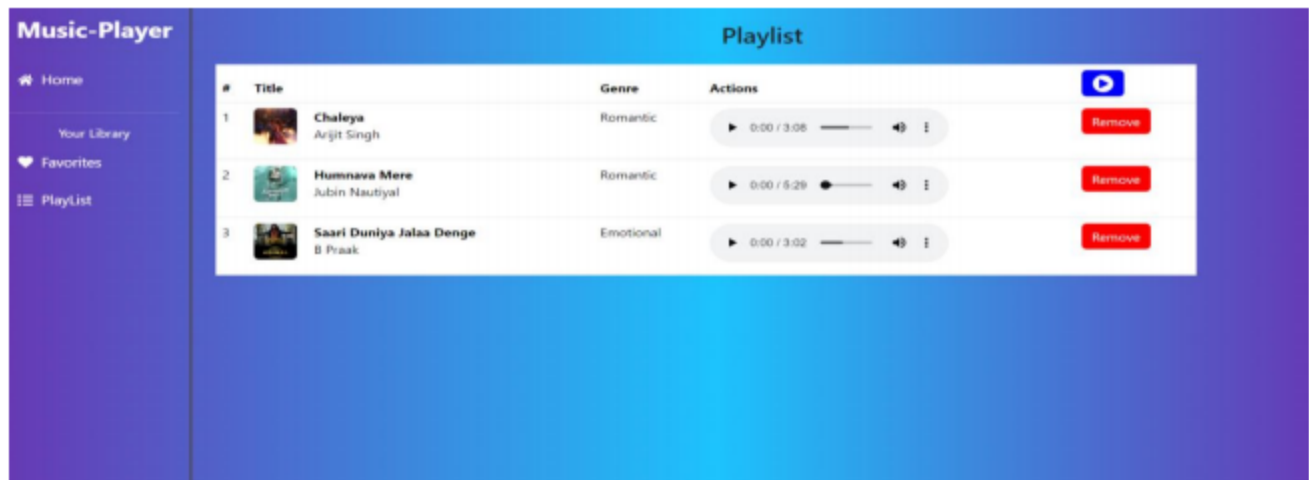 Music-Player
Home
Your Library
Favorites
PlayList
Playlist
# Title Genre Actions
1 Chaleya Romantic 0:00 / 3:08 Remove
Arijit Singh
2 Humnava Mere Romantic 0:00 / 5:29 Remove
Jubin Nautiyal
3 Saari Duniya Jalaa Denge Emotional 0:00 / 3:02 Remove
B Praak